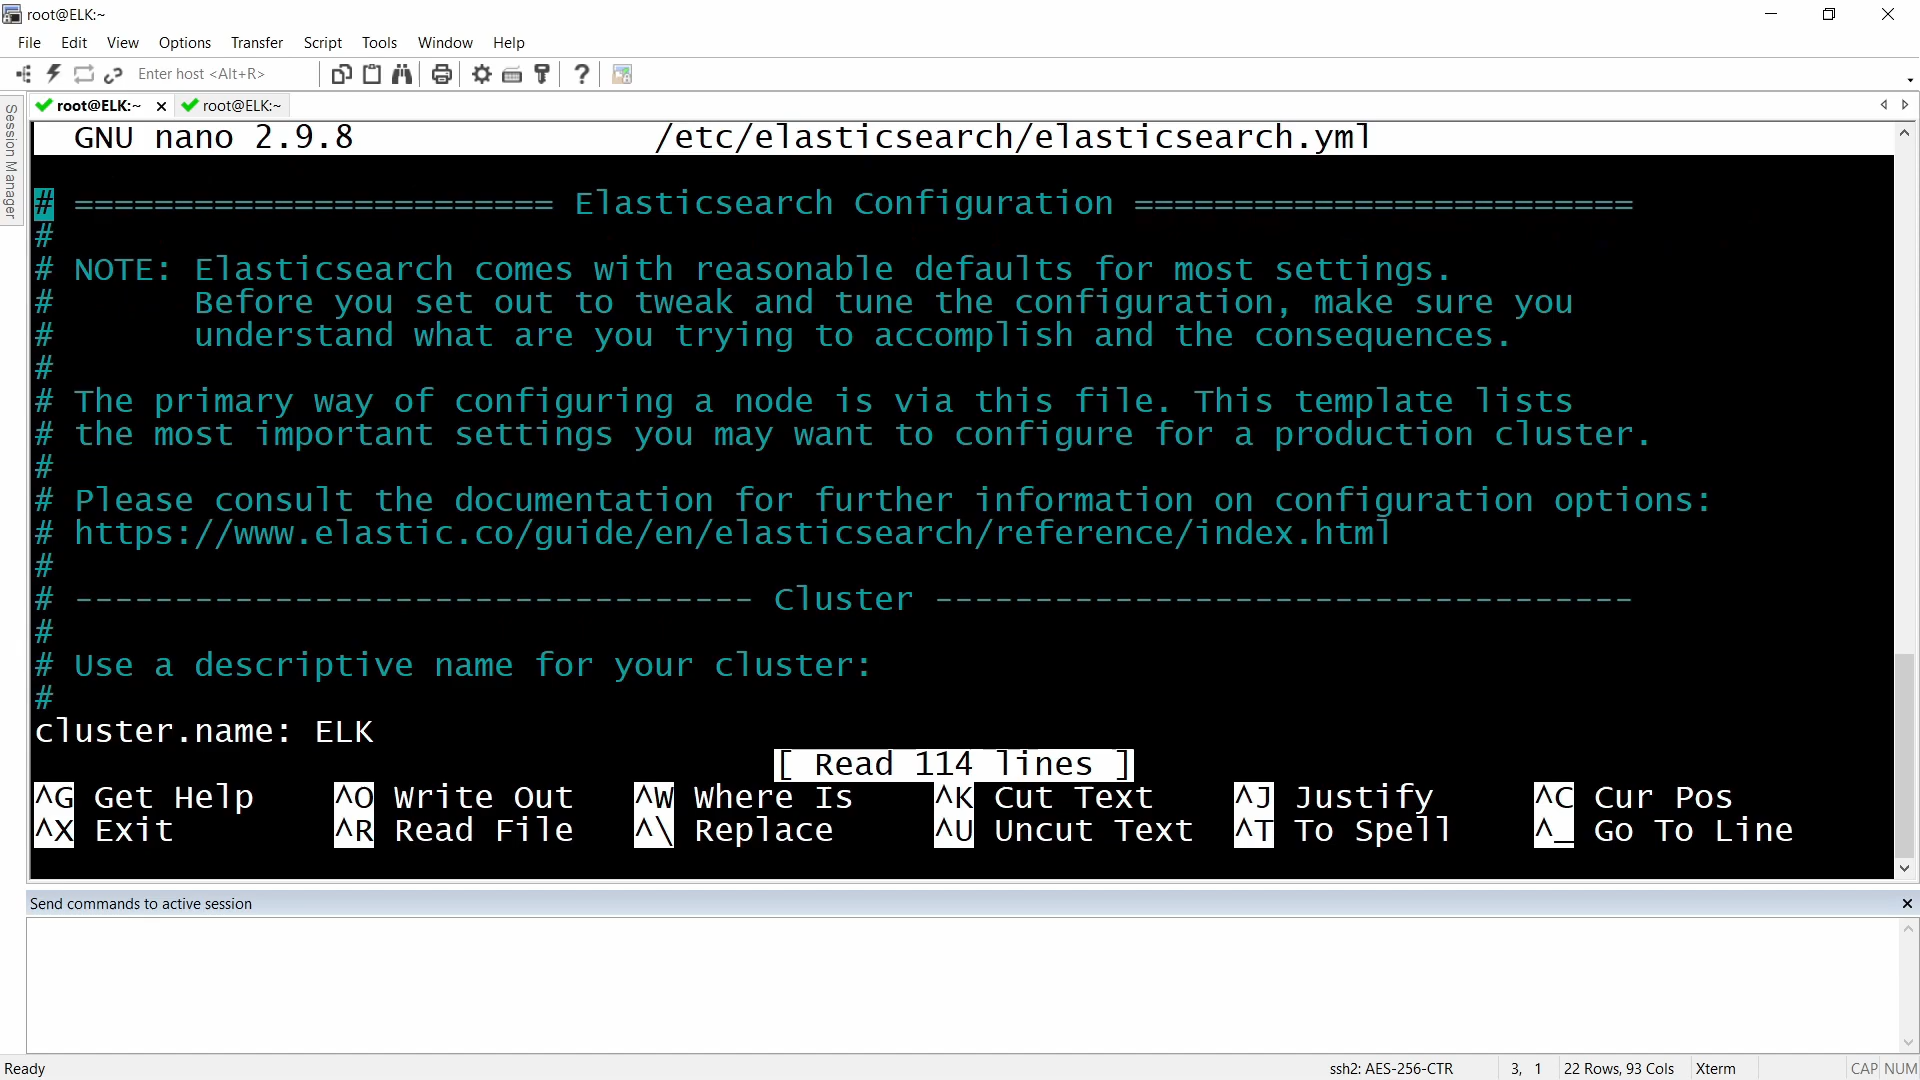 root@ELK:~
File Edit View Options Transfer Script Tools Window Help
Enter host <Alt+R>
root@ELK:~ root@ELK:~
Session Manager
GNU nano 2.9.8 /etc/elasticsearch/elasticsearch.yml
# ======================== Elasticsearch Configuration =========================
#
# NOTE: Elasticsearch comes with reasonable defaults for most settings.
#       Before you set out to tweak and tune the configuration, make sure you
#       understand what are you trying to accomplish and the consequences.
#
# The primary way of configuring a node is via this file. This template lists
# the most important settings you may want to configure for a production cluster.
#
# Please consult the documentation for further information on configuration options:
# https://www.elastic.co/guide/en/elasticsearch/reference/index.html
#
# ---------------------------------- Cluster -----------------------------------
#
# Use a descriptive name for your cluster:
#
cluster.name: ELK
[ Read 114 lines ]
^G Get Help ^O Write Out ^W Where Is ^K Cut Text ^J Justify ^C Cur Pos
^X Exit ^R Read File ^\ Replace ^U Uncut Text ^T To Spell ^_ Go To Line
Send commands to active session
Ready ssh2: AES-256-CTR 3, 1 22 Rows, 93 Cols Xterm CAP NUM